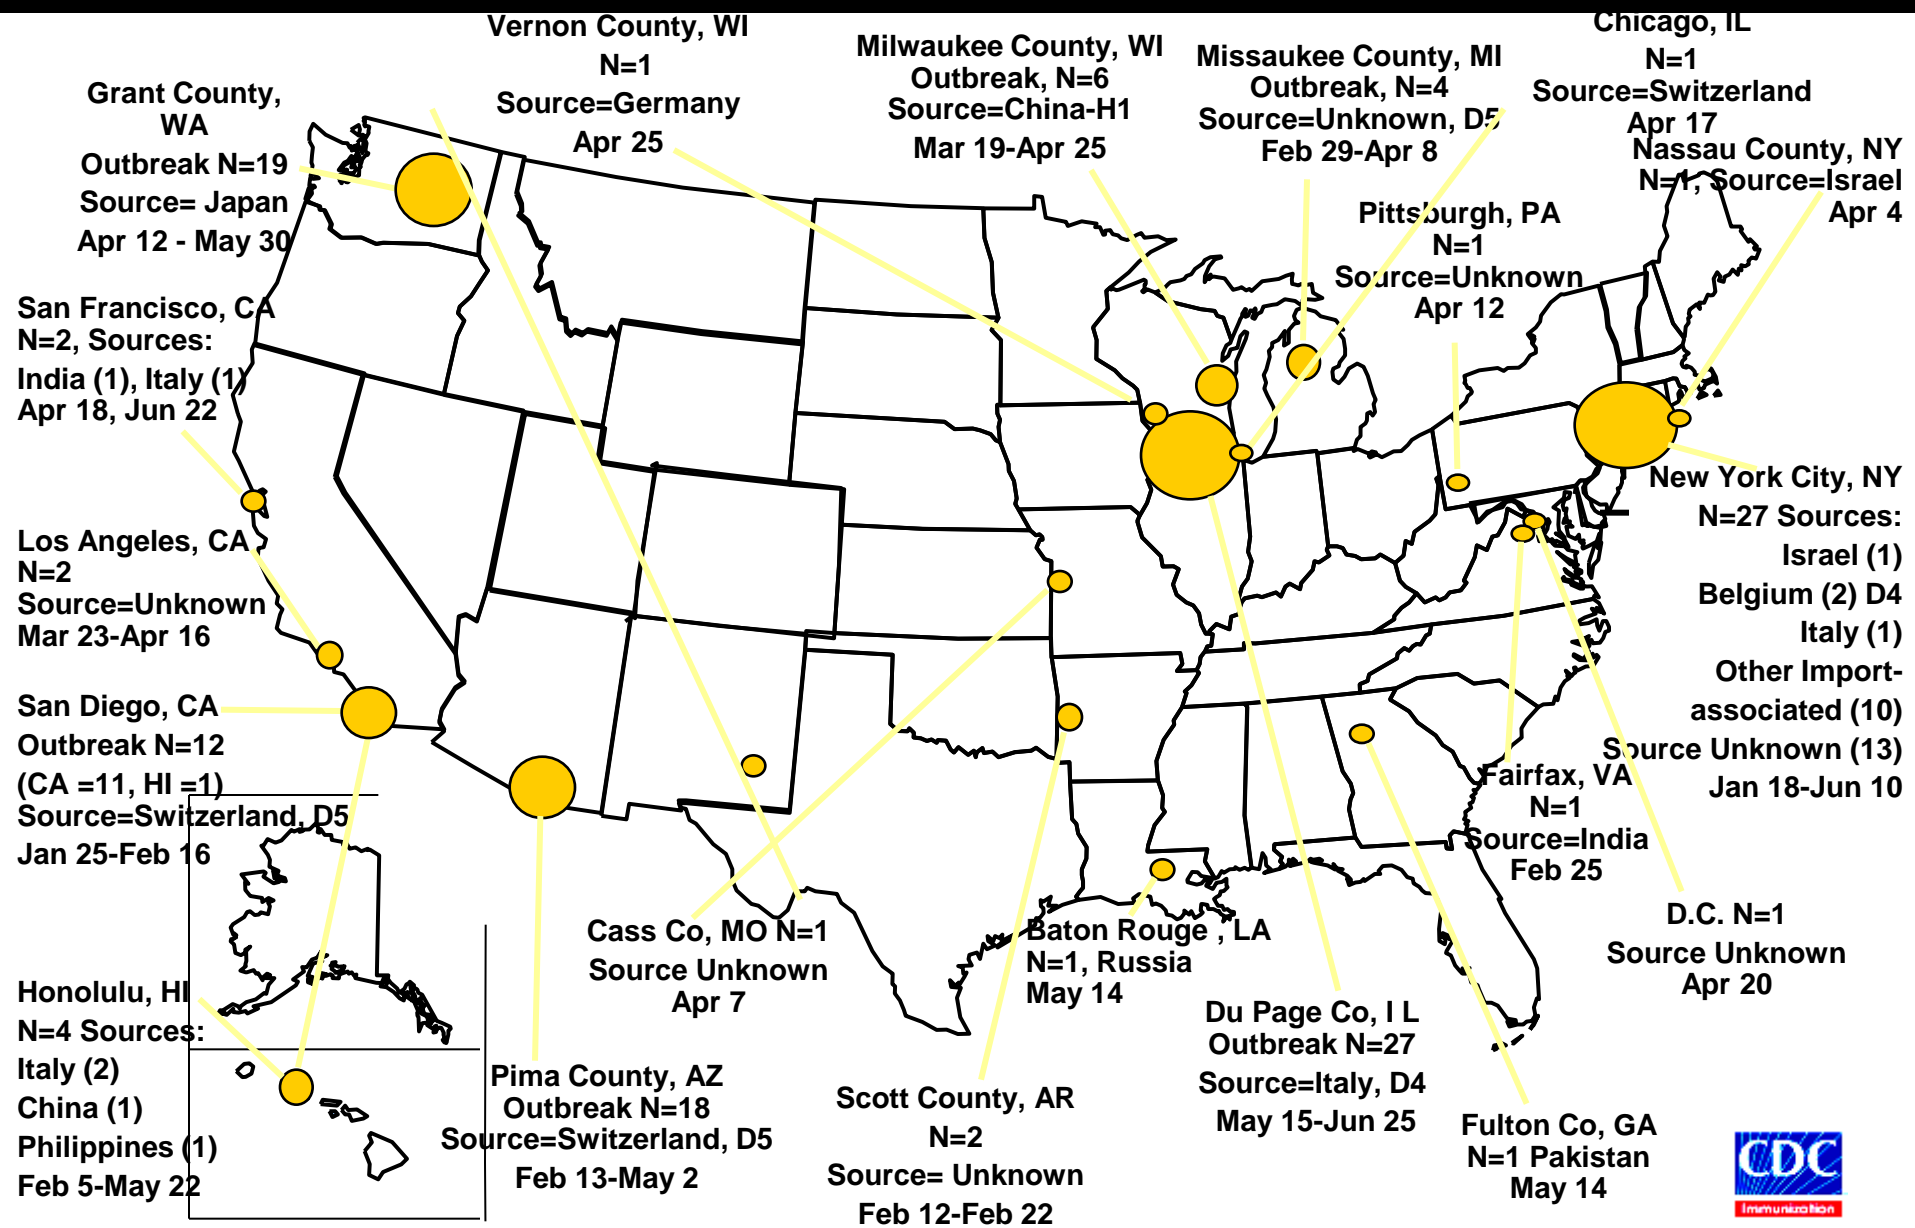 Vernon County, WI
N=1
Source=Germany
Apr 25
Milwaukee County, WI
Outbreak, N=6
Source=China-H1
Mar 19-Apr 25
Missaukee County, MI
Outbreak, N=4
Source=Unknown, D5
Feb 29-Apr 8
Chicago, IL
N=1
Source=Switzerland
Apr 17
Nassau County, NY
N=1, Source=Israel
Apr 4
Grant County,
WA
Outbreak N=19
Source= Japan
Apr 12 - May 30
Pittsburgh, PA
N=1
Source=Unknown
Apr 12
San Francisco, CA
N=2, Sources:
India (1), Italy (1)
Apr 18, Jun 22
Los Angeles, CA
N=2
Source=Unknown
Mar 23-Apr 16
San Diego, CA
Outbreak N=12
(CA =11, HI =1)
Source=Switzerland, D5
Jan 25-Feb 16
New York City, NY
N=27 Sources:
Israel (1)
Belgium (2) D4
Italy (1)
Other Import-
associated (10)
Source Unknown (13)
Jan 18-Jun 10
Fairfax, VA
N=1
Source=India
Feb 25
D.C. N=1
Source Unknown
Apr 20
Honolulu, HI
N=4 Sources:
Italy (2)
China (1)
Philippines (1)
Feb 5-May 22
Pima County, AZ
Outbreak N=18
Source=Switzerland, D5
Feb 13-May 2
Cass Co, MO N=1
Source Unknown
Apr 7
Scott County, AR
N=2
Source= Unknown
Feb 12-Feb 22
Baton Rouge , LA
N=1, Russia
May 14
Du Page Co, I L
Outbreak N=27
Source=Italy, D4
May 15-Jun 25
Fulton Co, GA
N=1 Pakistan
May 14
CDC
Immunization